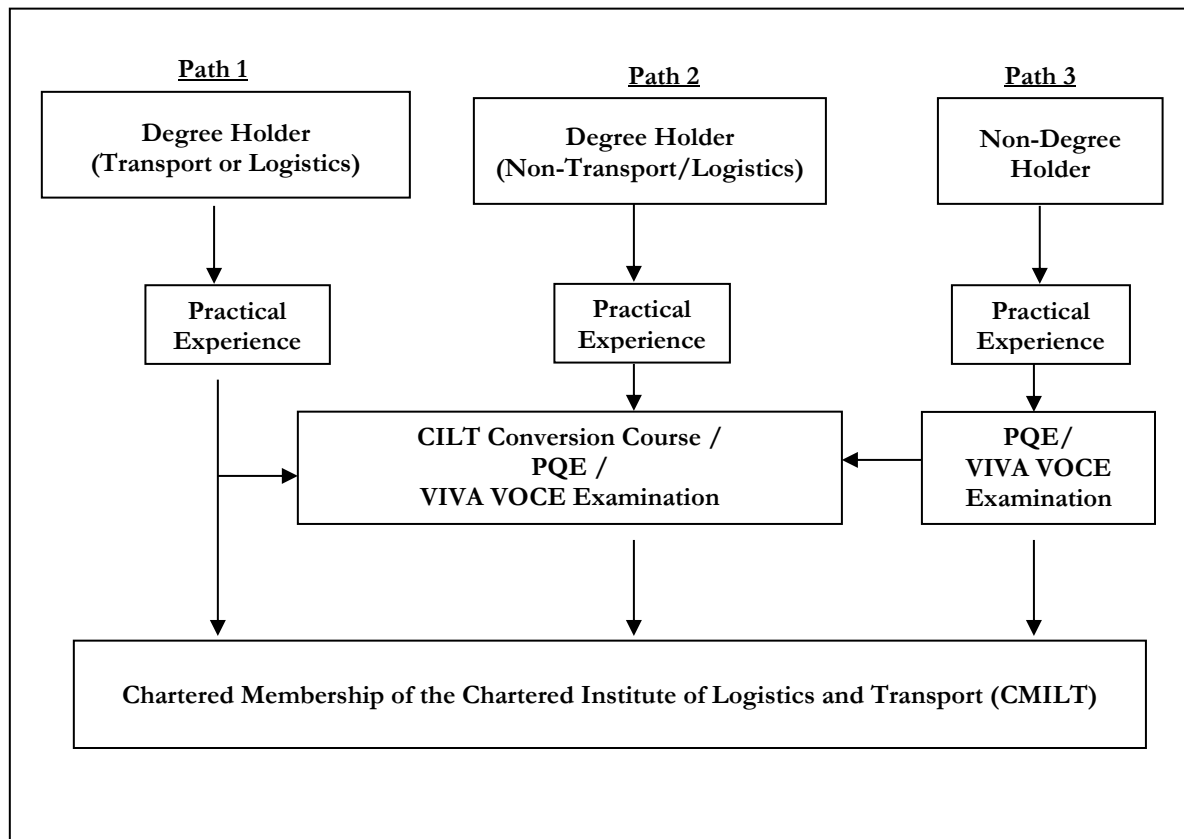 Path 1
Path 2
Path 3
Degree Holder
(Transport or Logistics)
Degree Holder
(Non-Transport/Logistics)
Non-Degree
Holder
Practical
Experience
Practical
Experience
Practical
Experience
CILT Conversion Course /
PQE /
VIVA VOCE Examination
PQE/
VIVA VOCE
Examination
Chartered Membership of the Chartered Institute of Logistics and Transport (CMILT)